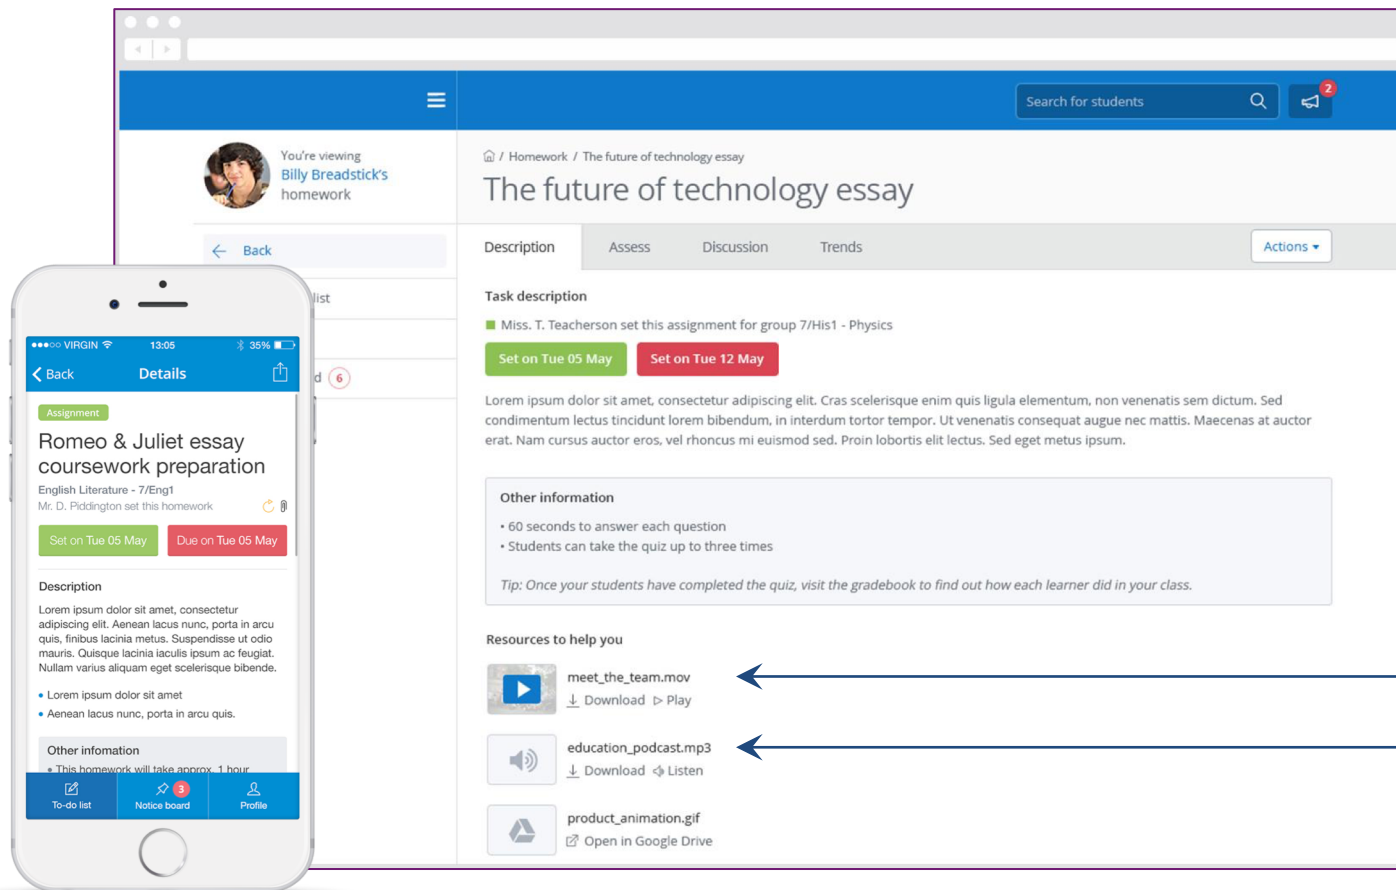 Search for students
2
You're viewing
Billy Breadstick's
homework
/ Homework / The future of technology essay
The future of technology essay
Back
Description Assess Discussion Trends
Actions
list
d 6
Task description
Miss. T. Teacherson set this assignment for group 7/His1 - Physics
Set on Tue 05 May Set on Tue 12 May
Lorem ipsum dolor sit amet, consectetur adipiscing elit. Cras scelerisque enim quis ligula elementum, non venenatis sem dictum. Sed
condimentum lectus tincidunt lorem bibendum, in interdum tortor tempor. Ut venenatis consequat augue nec mattis. Maecenas at auctor
erat. Nam cursus auctor eros, vel rhoncus mi euismod sed. Proin lobortis elit lectus. Sed eget metus ipsum.
Other information
• 60 seconds to answer each question
• Students can take the quiz up to three times
Tip: Once your students have completed the quiz, visit the gradebook to find out how each learner did in your class.
Resources to help you
meet_the_team.mov
Download Play
education_podcast.mp3
Download Listen
product_animation.gif
Open in Google Drive
VIRGIN 13:05 35%
Back Details
Assignment
Romeo & Juliet essay
coursework preparation
English Literature - 7/Eng1
Mr. D. Piddington set this homework
Set on Tue 05 May Due on Tue 05 May
Description
Lorem ipsum dolor sit amet, consectetur
adipiscing elit. Aenean lacus nunc, porta in arcu
quis, finibus lacinia metus. Suspendisse ut odio
mauris. Quisque lacinia iaculis ipsum ac feugiat.
Nullam varius aliquam eget scelerisque bibende.
• Lorem ipsum dolor sit amet
• Aenean lacus nunc, porta in arcu quis.
Other infomation
• This homework will take approx. 1 hour
To-do list Notice board 3 Profile